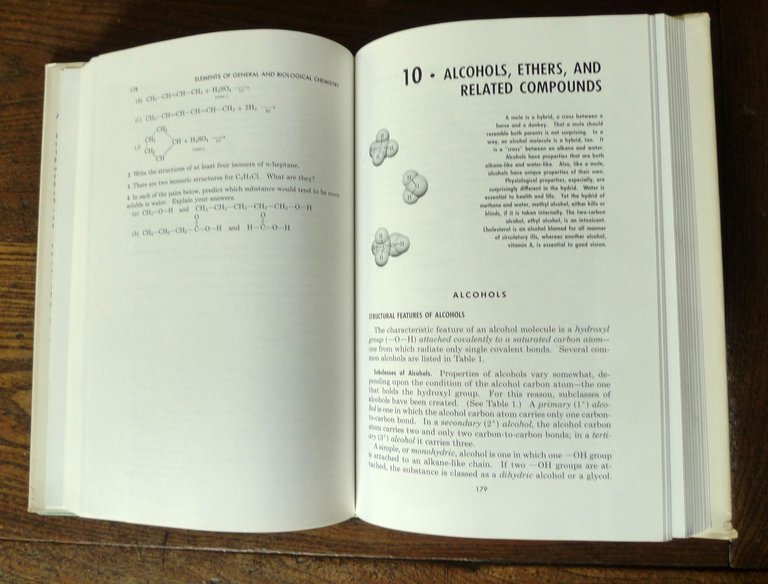 178 ELEMENTS OF GENERAL AND BIOLOGICAL CHEMISTRY
2. Write the structures of at least four isomers of n-heptane.
3. There are two isomeric structures for C₃H₇Cl. What are they?
4. In each of the pairs below, predict which substance would tend to be more
soluble in water. Explain your answers.
(a) CH₃—O—H and CH₃—CH₂—CH₂—CH₂—CH₂—O—H
O O
(b) CH₃—CH₂—CH₂—C—O—H and H—C—O—H
10 · ALCOHOLS, ETHERS, AND
RELATED COMPOUNDS
A mule is a hybrid, a cross between a
horse and a donkey. That a mule should
resemble both parents is not surprising. In a
way, an alcohol molecule is a hybrid, too. It
is a "cross" between an alkane and water.
Alcohols have properties that are both
alkane-like and water-like. Also, like a mule,
alcohols have unique properties of their own.
Physiological properties, especially, are
surprisingly different in the hybrid. Water is
essential to health and life. Yet the hybrid of
methane and water, methyl alcohol, either kills or
blinds, if it is taken internally. The two-carbon
alcohol, ethyl alcohol, is an intoxicant.
Cholesterol is an alcohol blamed for all manner
of circulatory ills, whereas another alcohol,
vitamin A, is essential to good vision.
ALCOHOLS
STRUCTURAL FEATURES OF ALCOHOLS
The characteristic feature of an alcohol molecule is a hydroxyl
group (—O—H) attached covalently to a saturated carbon atom—
one from which radiate only single covalent bonds. Several com-
mon alcohols are listed in Table 1.
Subclasses of Alcohols. Properties of alcohols vary somewhat, de-
pending upon the condition of the alcohol carbon atom—the one
that holds the hydroxyl group. For this reason, subclasses of
alcohols have been created. (See Table 1.) A primary (1°) alco-
hol is one in which the alcohol carbon atom carries only one carbon-
to-carbon bond. In a secondary (2°) alcohol, the alcohol carbon
atom carries two and only two carbon-to-carbon bonds; in a terti-
ary (3°) alcohol it carries three.
A simple, or monohydric, alcohol is one in which one —OH group
is attached to an alkane-like chain. If two —OH groups are at-
tached, the substance is classed as a dihydric alcohol or a glycol.
179